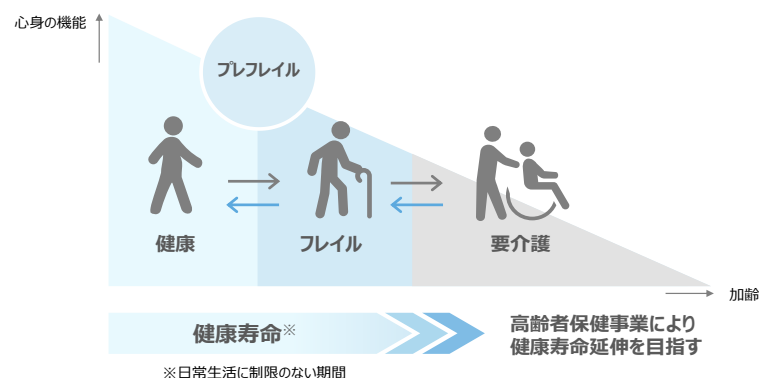 心身の機能
プレフレイル
健康
フレイル
要介護
加齢
健康寿命※
高齢者保健事業により
健康寿命延伸を目指す
※日常生活に制限のない期間